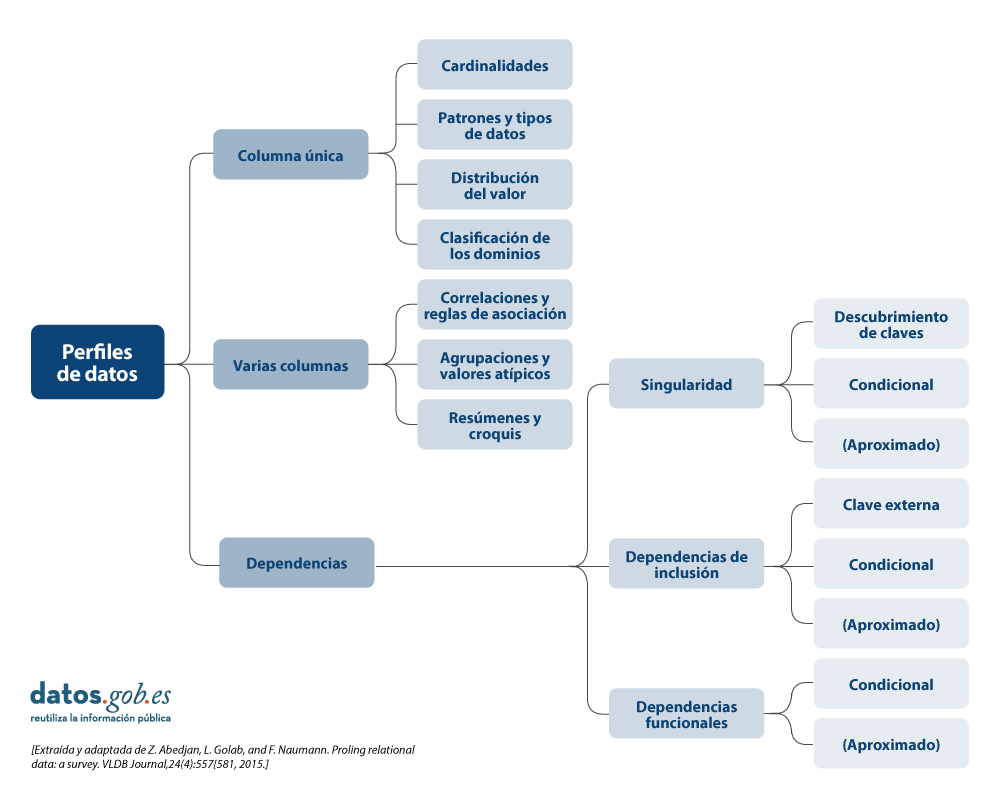 Perfiles
de datos
Columna única
Cardinalidades
Patrones y tipos
de datos
Distribución
del valor
Clasificación de
los dominios
Varias columnas
Correlaciones y
reglas de asociación
Agrupaciones y
valores atípicos
Resúmenes y
croquis
Dependencias
Singularidad
Descubrimiento
de claves
Condicional
(Aproximado)
Dependencias de
inclusión
Clave externa
Condicional
(Aproximado)
Dependencias
funcionales
Condicional
(Aproximado)
datos.gob.es
reutiliza la información pública
[Extraída y adaptada de Z. Abedjan, L. Golab, and F. Naumann. Proling relational
data: a survey. VLDB Journal,24(4):557{581, 2015.]